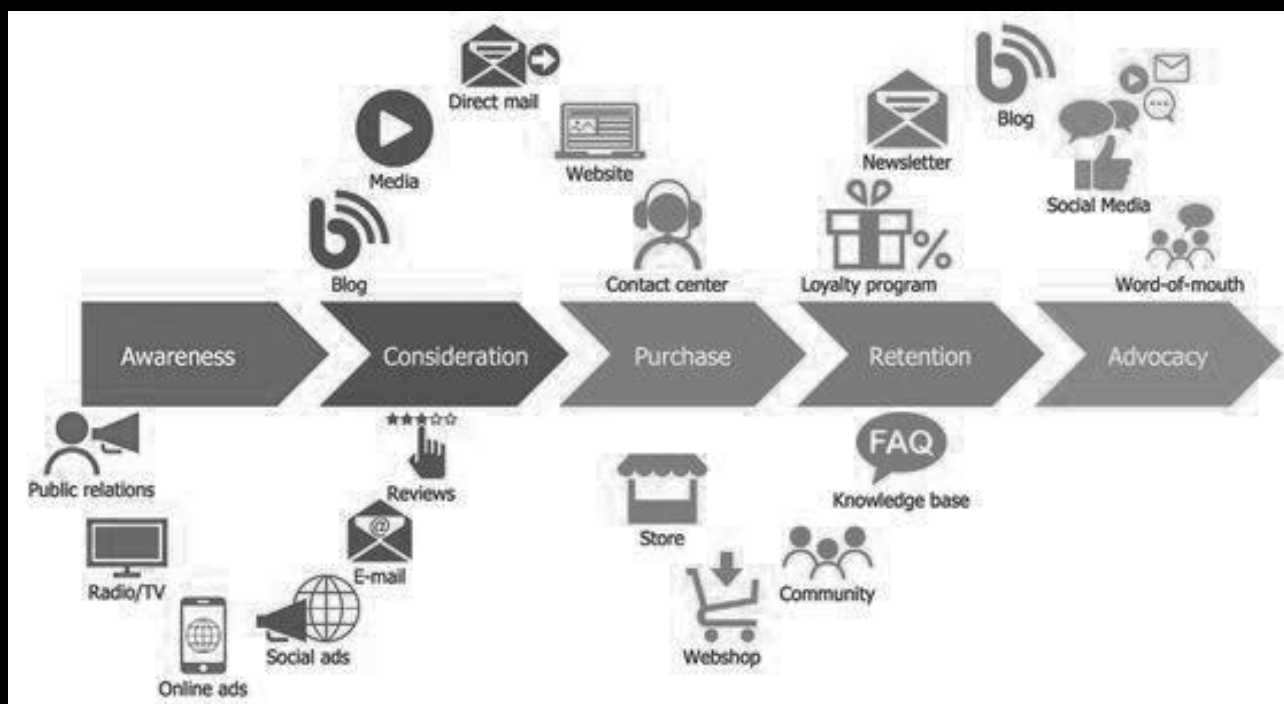 Direct mail
Media
Website
Blog
Contact center
Newsletter
Blog
Social Media
Loyalty program
Word-of-mouth
Awareness
Consideration
Purchase
Retention
Advocacy
Public relations
Radio/TV
Online ads
Social ads
@
E-mail
Reviews
Store
Webshop
Community
FAQ
Knowledge base
%